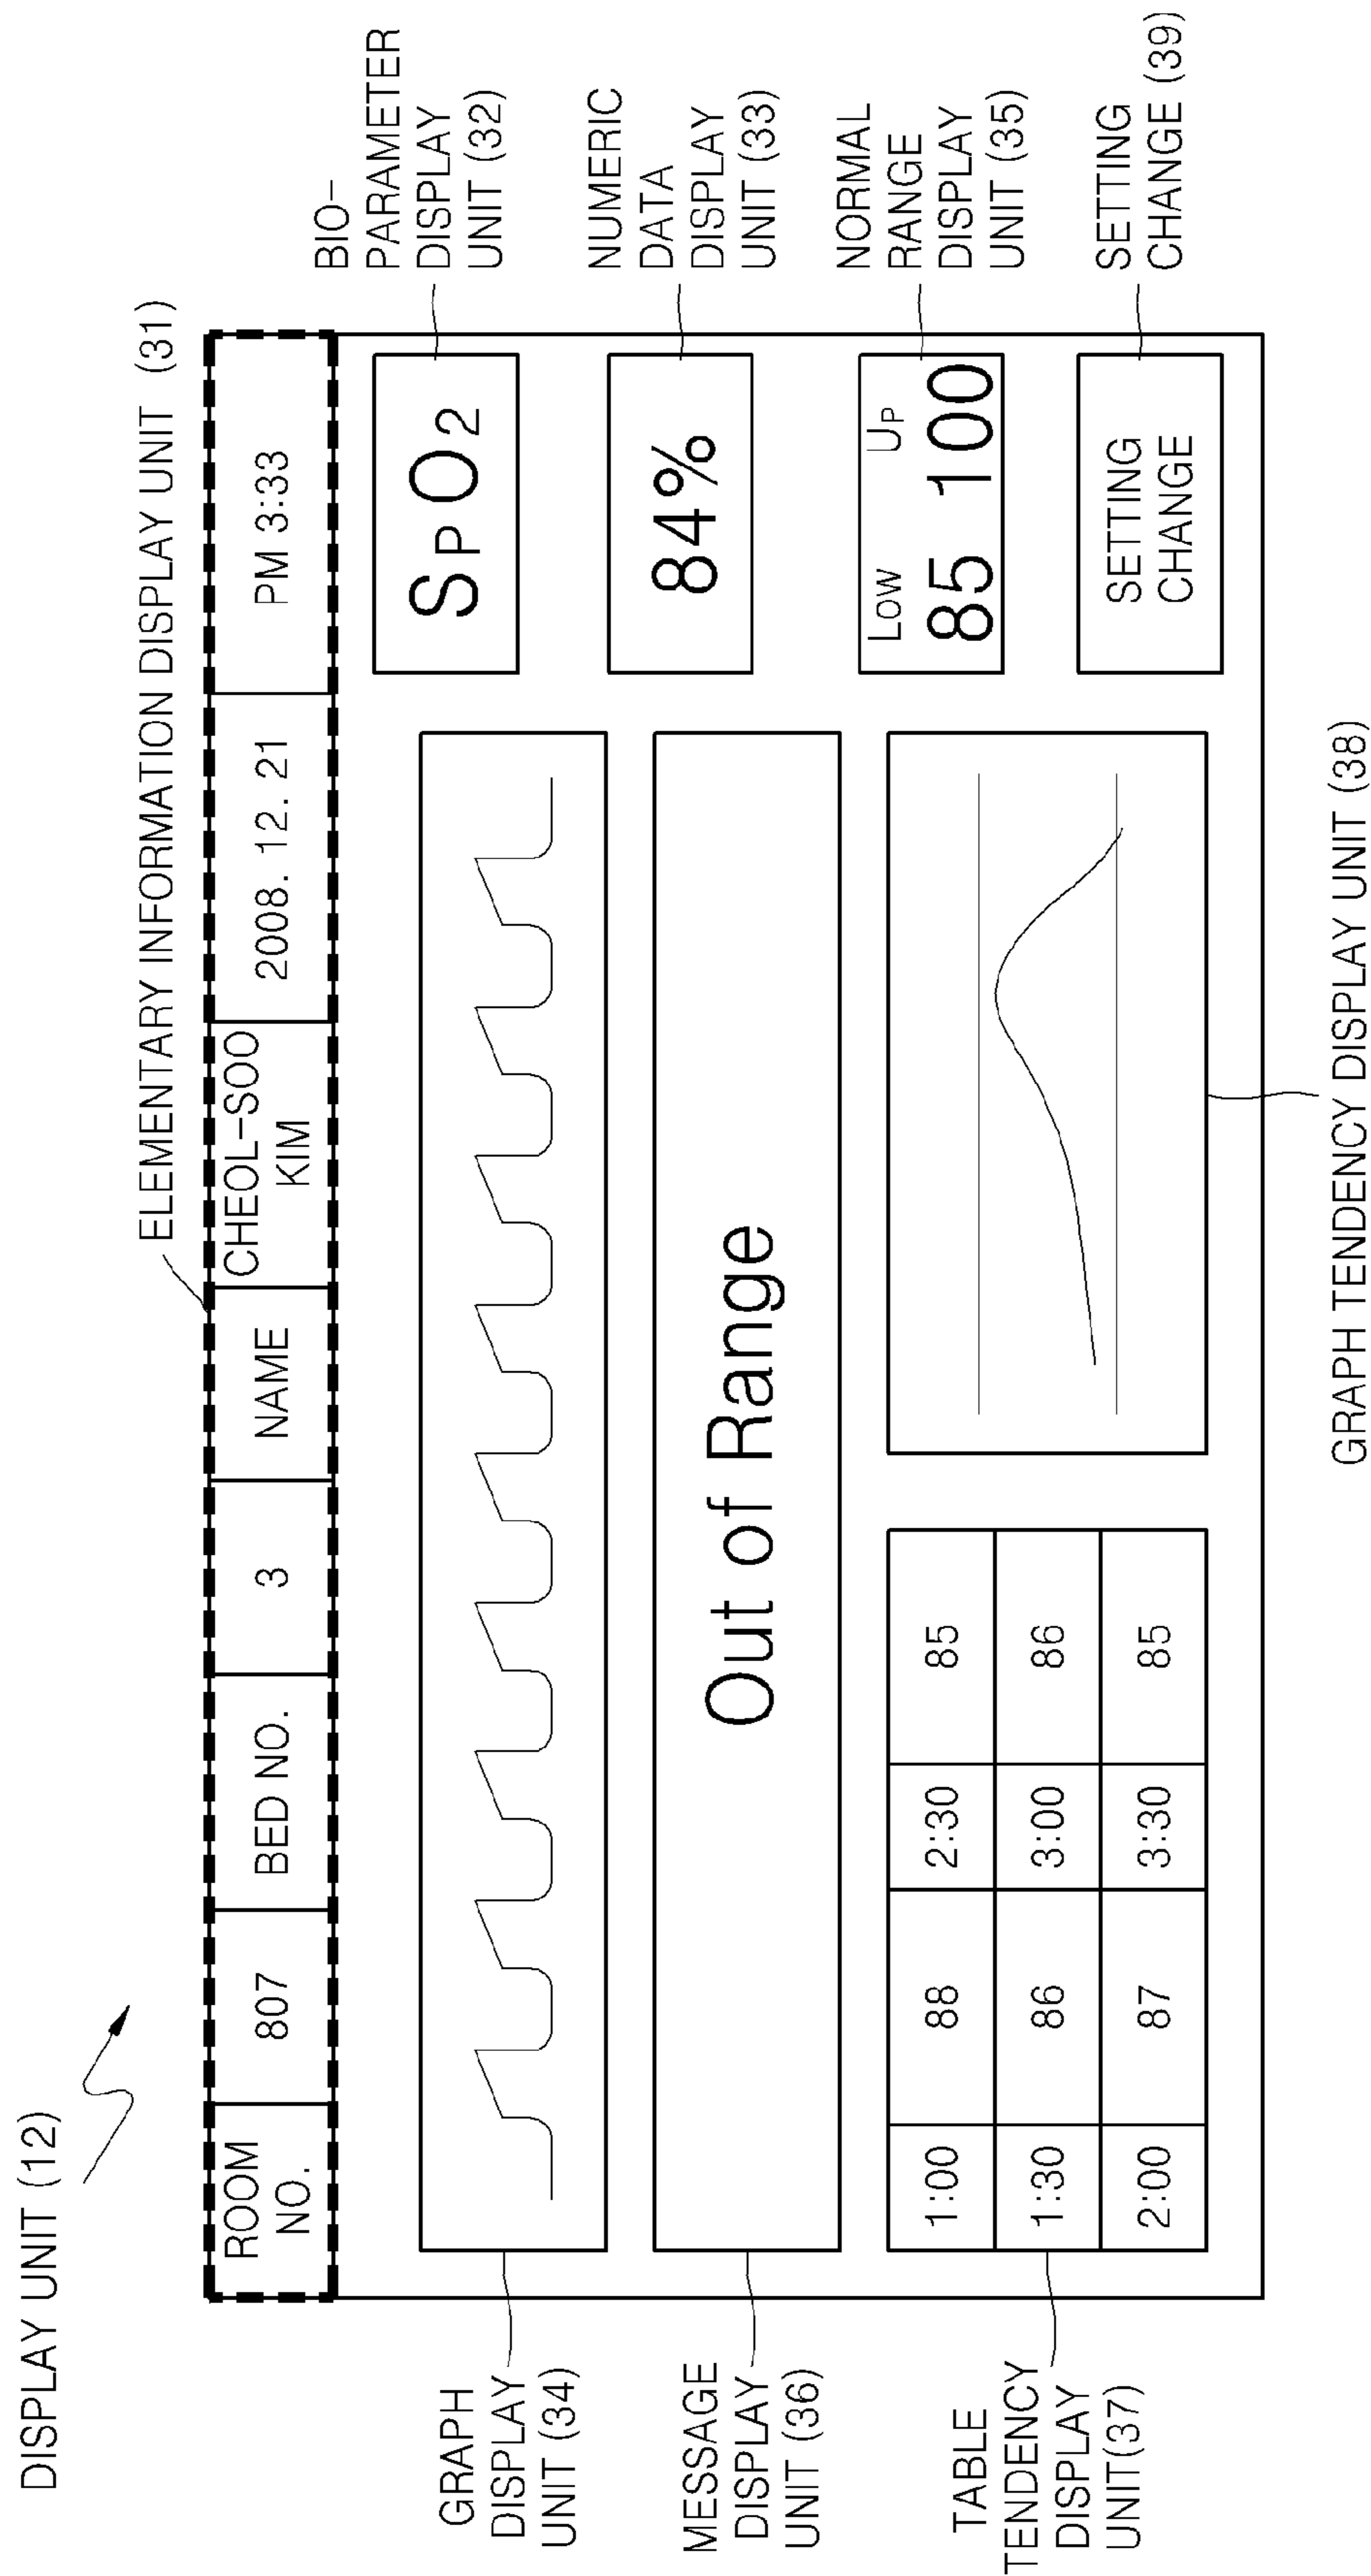 DISPLAY UNIT (12)
ELEMENTARY INFORMATION DISPLAY UNIT (31)
ROOM
NO.
807
BED NO.
3
NAME
CHEOL-SOO
KIM
2008. 12. 21
PM 3:33
BIO-
PARAMETER
DISPLAY
UNIT (32)
SPO2
GRAPH
DISPLAY
UNIT (34)
NUMERIC
DATA
DISPLAY
UNIT (33)
84%
MESSAGE
DISPLAY
UNIT (36)
Out of Range
NORMAL
RANGE
DISPLAY
UNIT (35)
LOW UP
85 100
TABLE
TENDENCY
DISPLAY
UNIT(37)
1:00 88 2:30 85
1:30 86 3:00 86
2:00 87 3:30 85
SETTING
CHANGE
SETTING
CHANGE (39)
GRAPH TENDENCY DISPLAY UNIT (38)